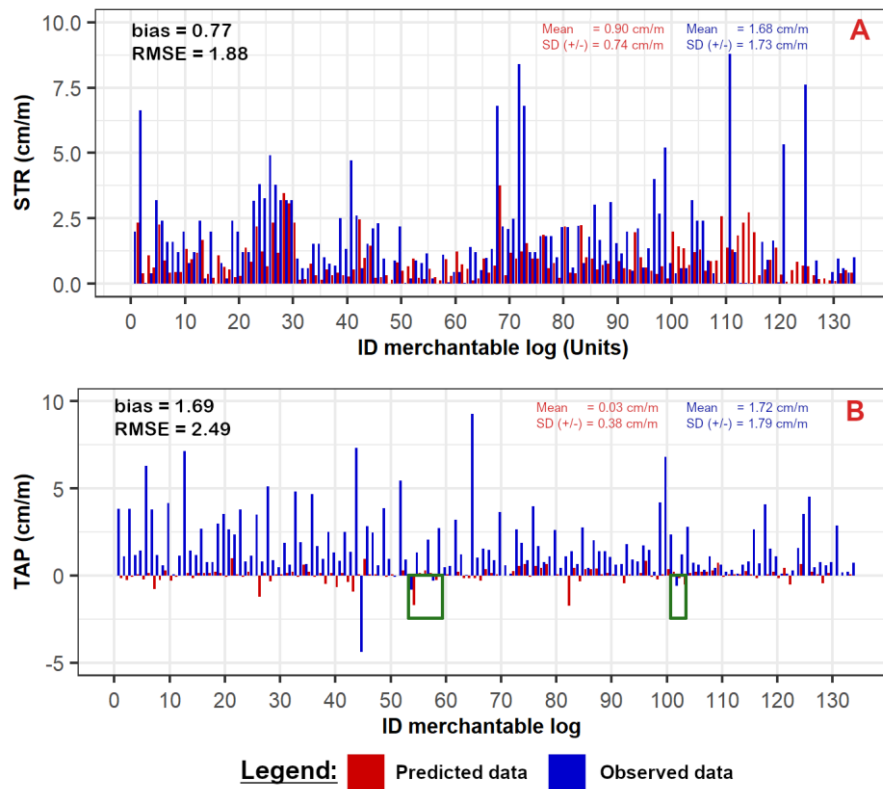 bias = 0.77
RMSE = 1.88
Mean = 0.90 cm/m
SD (+/-) = 0.74 cm/m
Mean = 1.68 cm/m
SD (+/-) = 1.73 cm/m
A
STR (cm/m)
10.0
7.5
5.0
2.5
0.0
0 10 20 30 40 50 60 70 80 90 100 110 120 130
ID merchantable log (Units)
bias = 1.69
RMSE = 2.49
Mean = 0.03 cm/m
SD (+/-) = 0.38 cm/m
Mean = 1.72 cm/m
SD (+/-) = 1.79 cm/m
B
TAP (cm/m)
10
5
0
-5
0 10 20 30 40 50 60 70 80 90 100 110 120 130
ID merchantable log
Legend: Predicted data Observed data